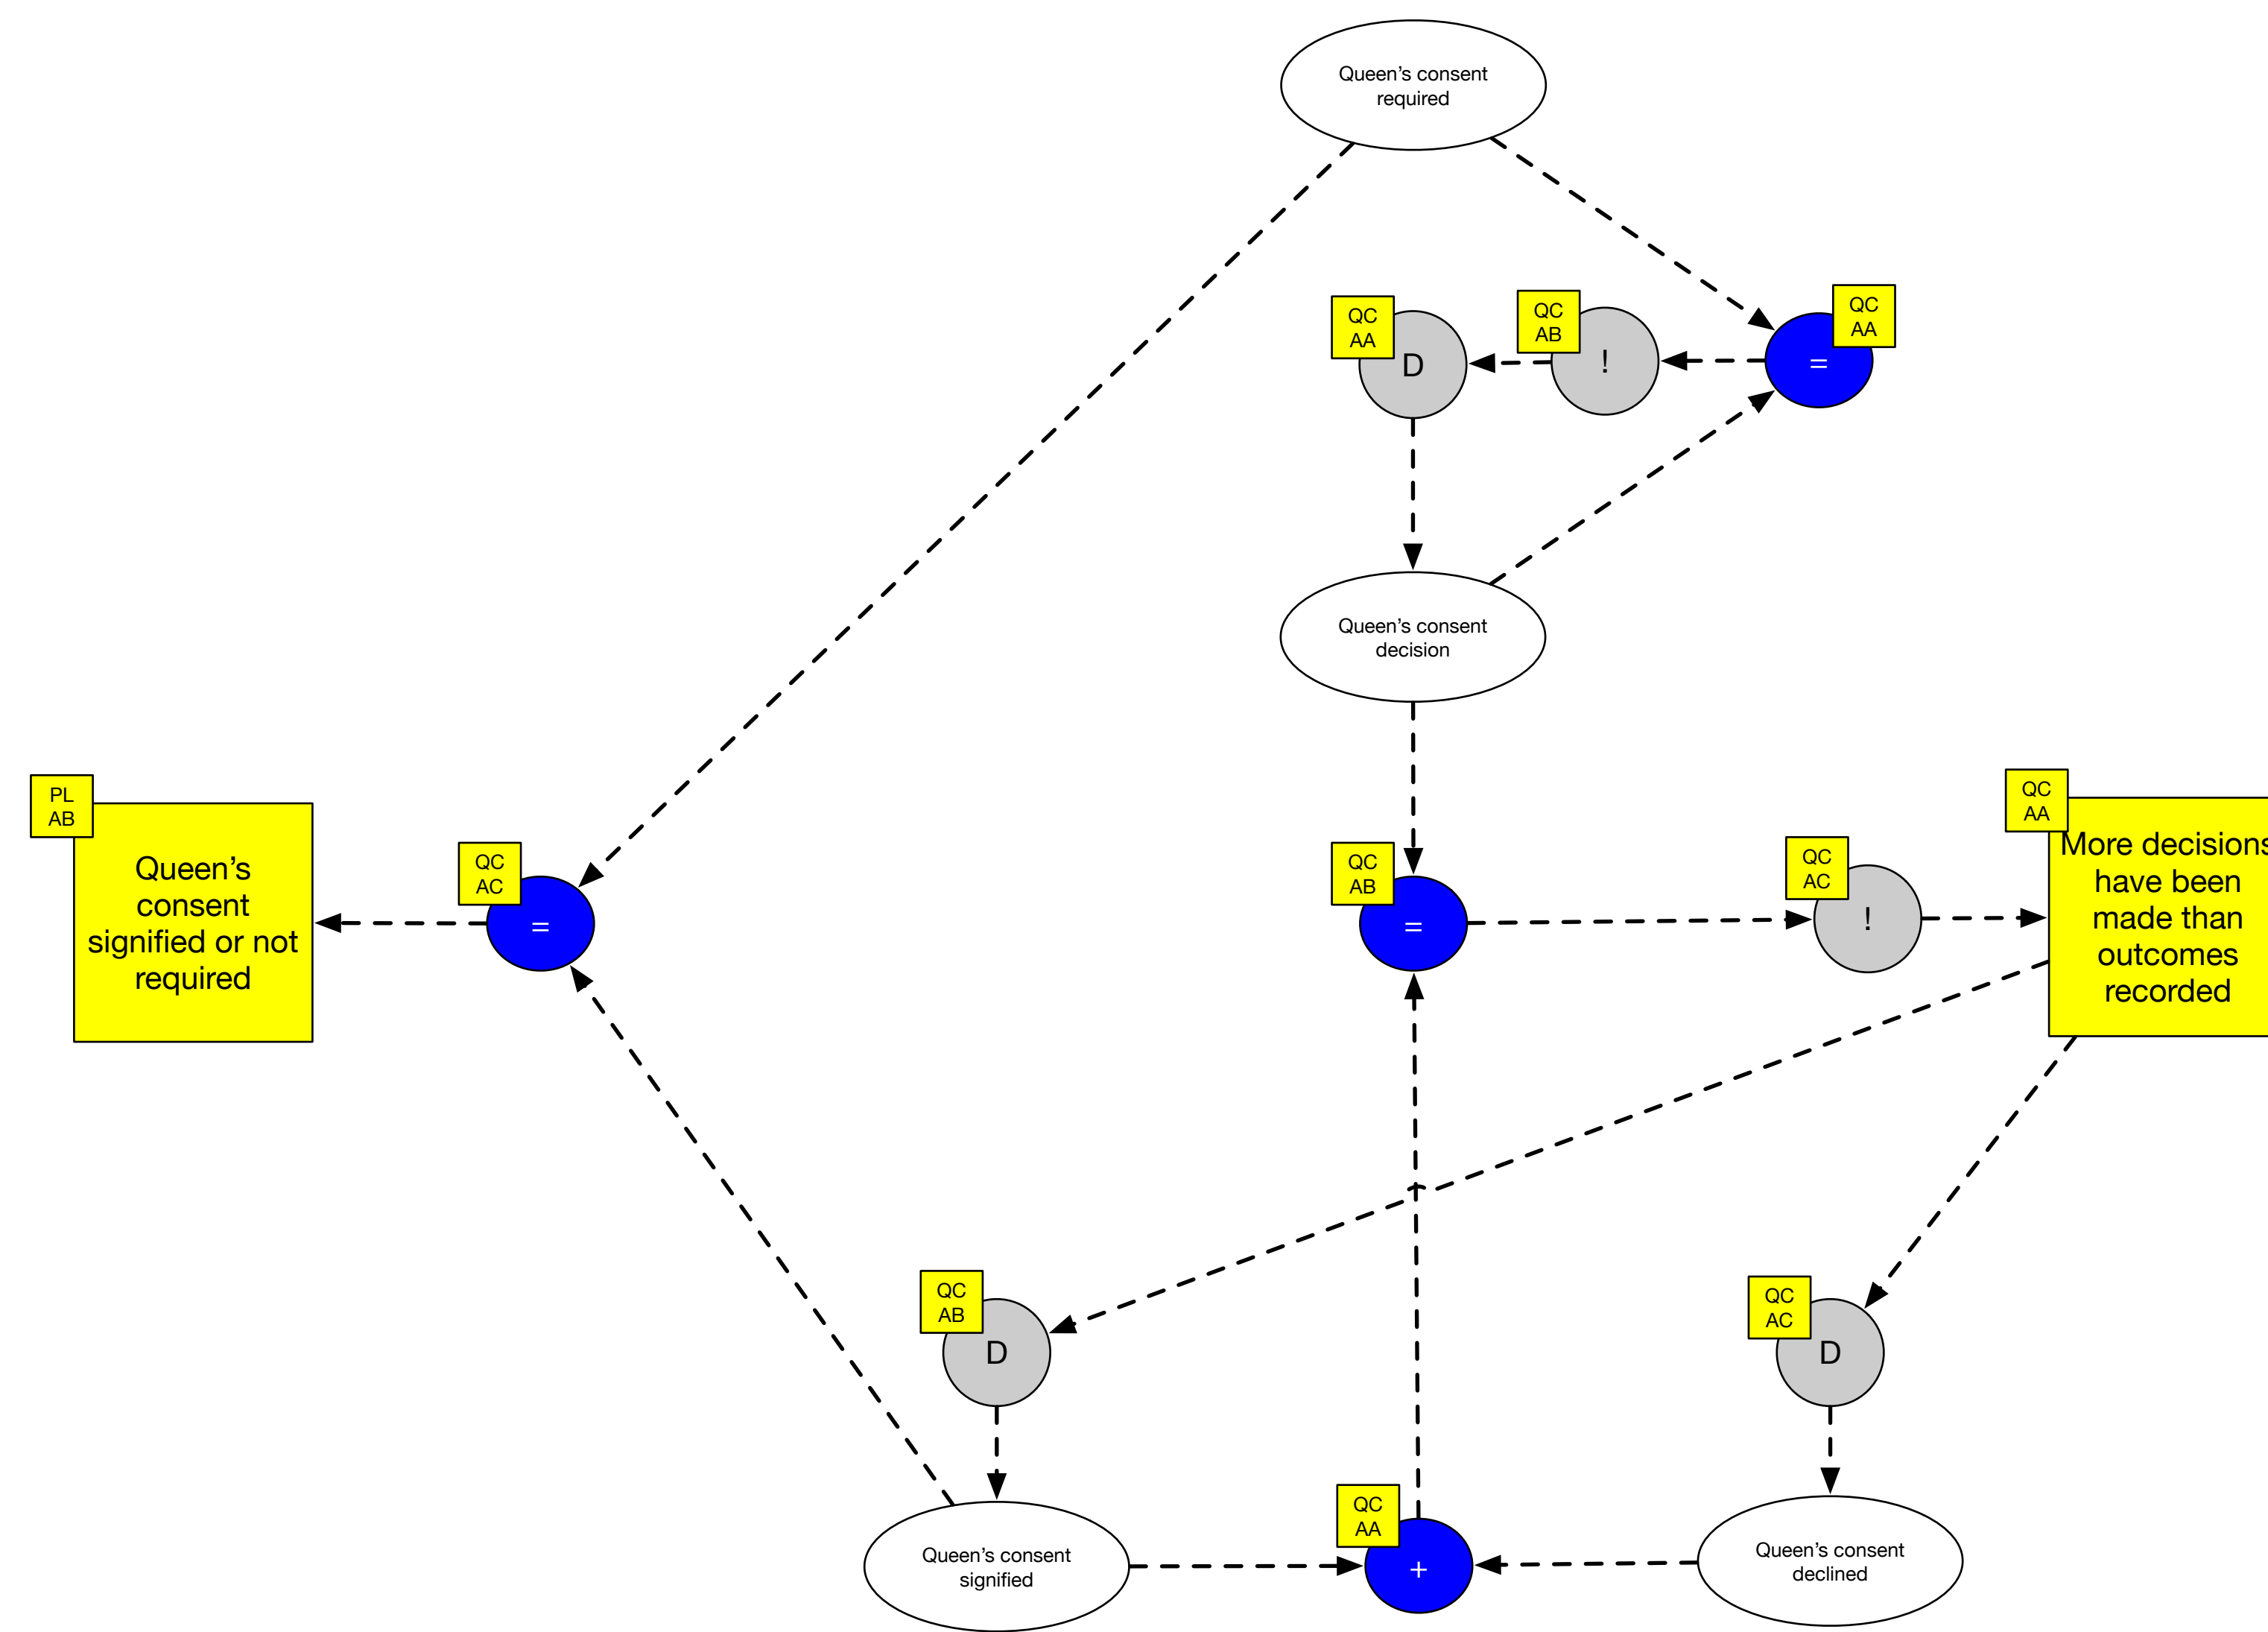 Queen's consent
required
QC
AA
D
QC
AB
!
QC
AA
=
Queen's consent
decision
PL
AB
Queen's
consent
signified or not
required
QC
AC
=
QC
AB
=
QC
AC
!
QC
AA
More decisions
have been
made than
outcomes
recorded
QC
AB
D
QC
AC
D
Queen's consent
signified
QC
AA
+
Queen's consent
declined